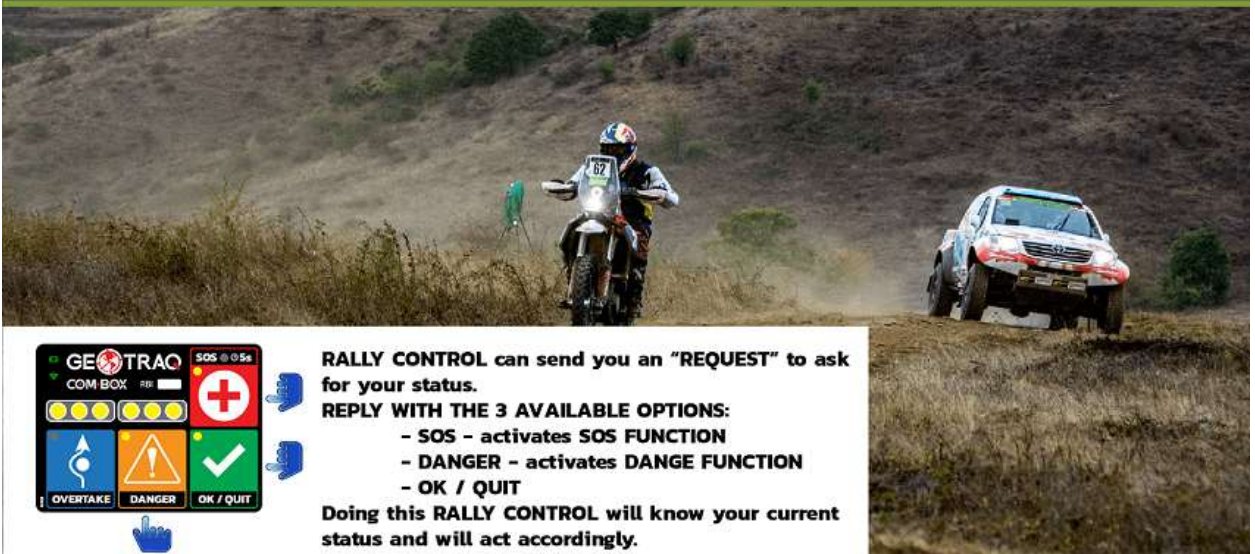 62
GEOTRAQ
SOS 5s
COM·BOX RBI
OVERTAKE DANGER OK / QUIT
RALLY CONTROL can send you an “REQUEST” to ask
for your status.
REPLY WITH THE 3 AVAILABLE OPTIONS:
– SOS – activates SOS FUNCTION
– DANGER – activates DANGE FUNCTION
– OK / QUIT
Doing this RALLY CONTROL will know your current
status and will act accordingly.